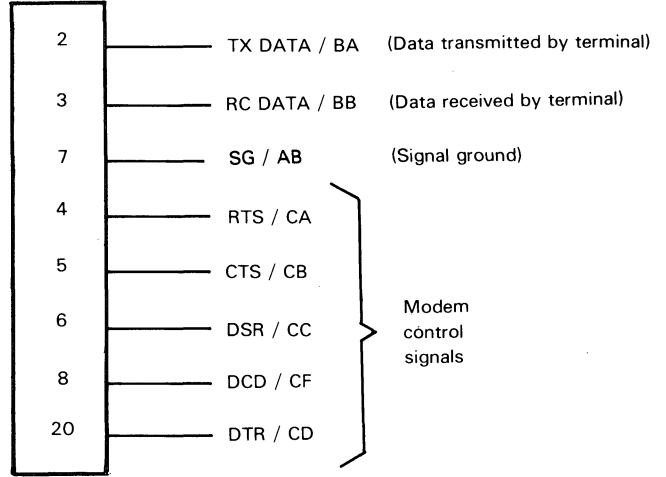 2 TX DATA / BA (Data transmitted by terminal)
3 RC DATA / BB (Data received by terminal)
7 SG / AB (Signal ground)
4 RTS / CA
5 CTS / CB
6 DSR / CC
8 DCD / CF
20 DTR / CD
Modem
control
signals